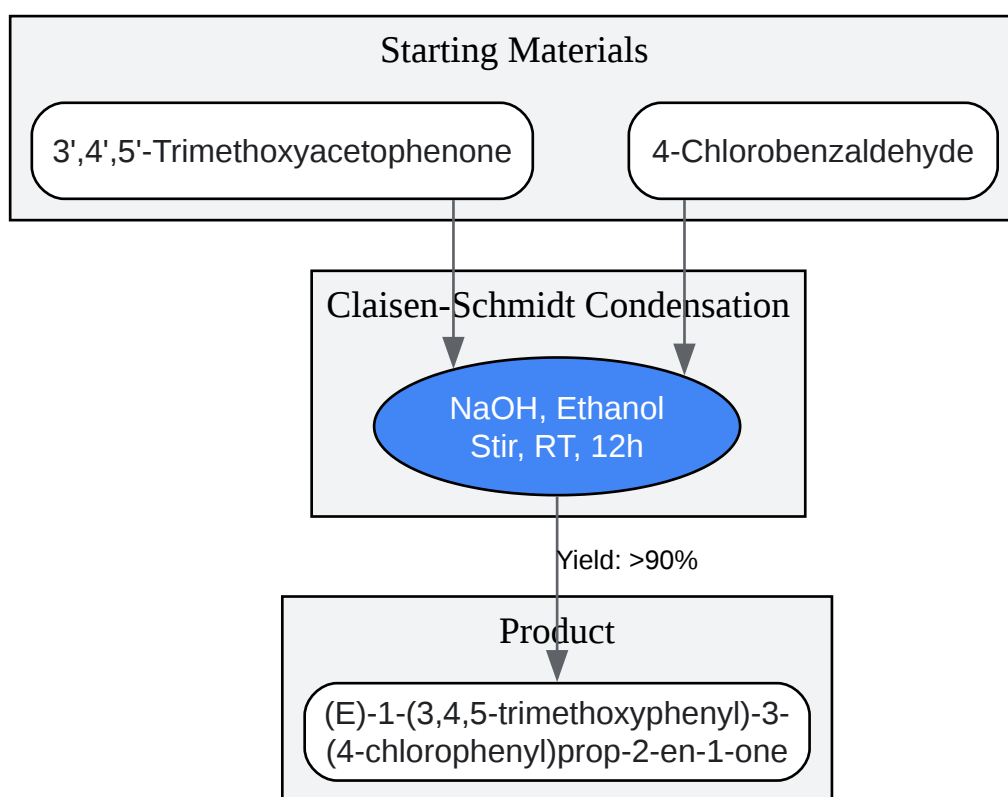 Starting Materials
3',4',5'-Trimethoxyacetophenone
4-Chlorobenzaldehyde
Claisen-Schmidt Condensation
NaOH, Ethanol
Stir, RT, 12h
Yield: >90%
Product
(E)-1-(3,4,5-trimethoxyphenyl)-3-
(4-chlorophenyl)prop-2-en-1-one